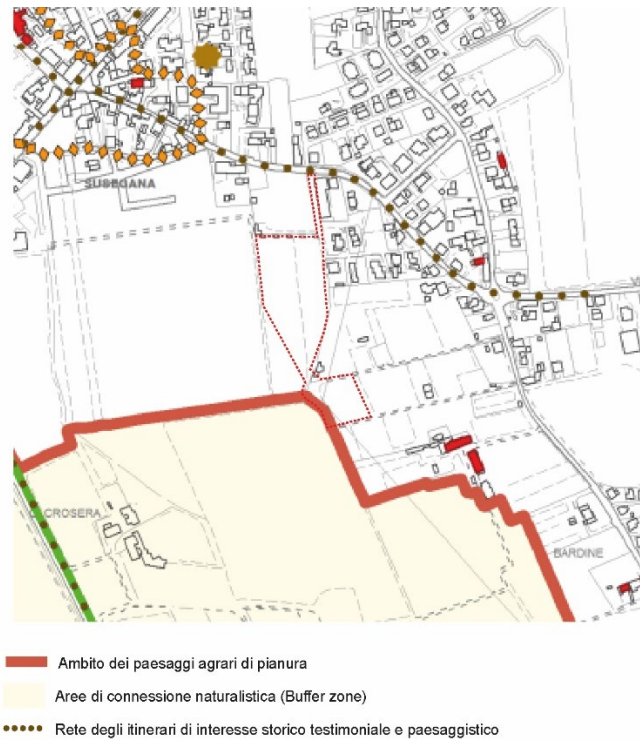 SUSEGANA
CROSERA
BARDINE
Ambito dei paesaggi agrari di pianura
Aree di connessione naturalistica (Buffer zone)
Rete degli itinerari di interesse storico testimoniale e paesaggistico